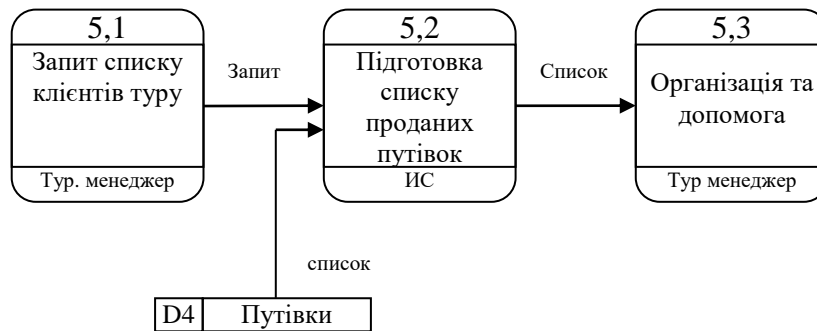 5,1
Запит списку
клієнтів туру
Тур. менеджер
Запит
5,2
Підготовка
списку
проданих
путівок
ИС
Список
5,3
Організація та
допомога
Тур менеджер
список
D4
Путівки